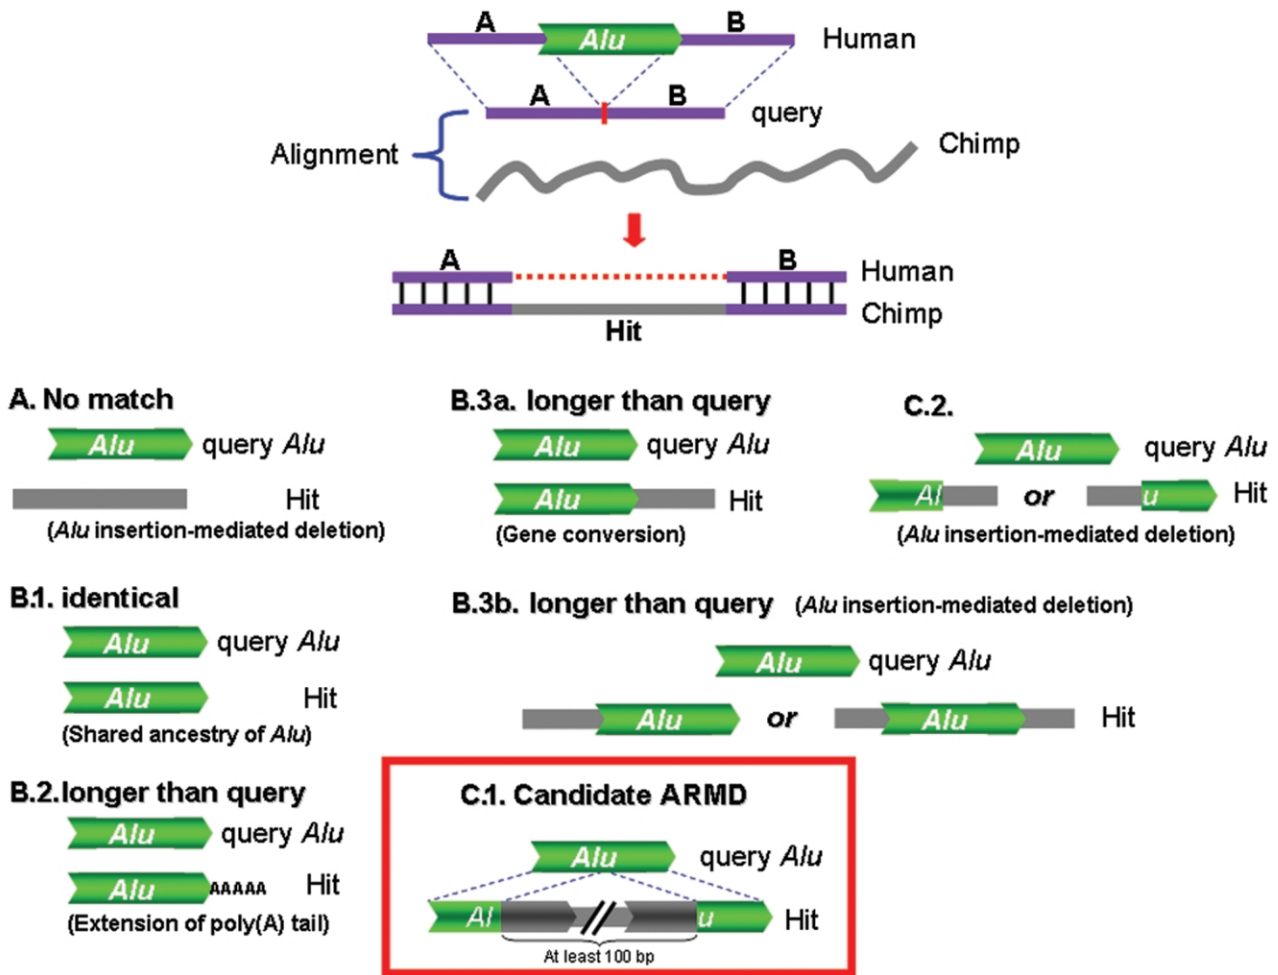 A B
Alu Human
A B
query
Alignment
Chimp
A B
Human
Chimp
Hit
A. No match
Alu query Alu
Hit
(Alu insertion-mediated deletion)
B.1. identical
Alu query Alu
Alu Hit
(Shared ancestry of Alu)
B.2.longer than query
Alu query Alu
Alu AAAAA Hit
(Extension of poly(A) tail)
B.3a. longer than query
Alu query Alu
Alu Hit
(Gene conversion)
C.2.
Alu query Alu
Al or u Hit
(Alu insertion-mediated deletion)
B.3b. longer than query (Alu insertion-mediated deletion)
Alu query Alu
Alu or Alu Hit
C.1. Candidate ARMD
Alu query Alu
Al u Hit
At least 100 bp